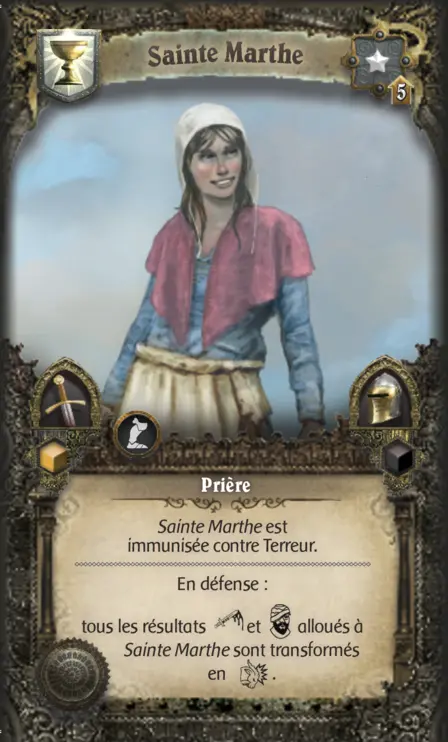 Sainte Marthe
5
Prière
Sainte Marthe est
immunisée contre Terreur.
En défense :
tous les résultats et alloués à
Sainte Marthe sont transformés
en .